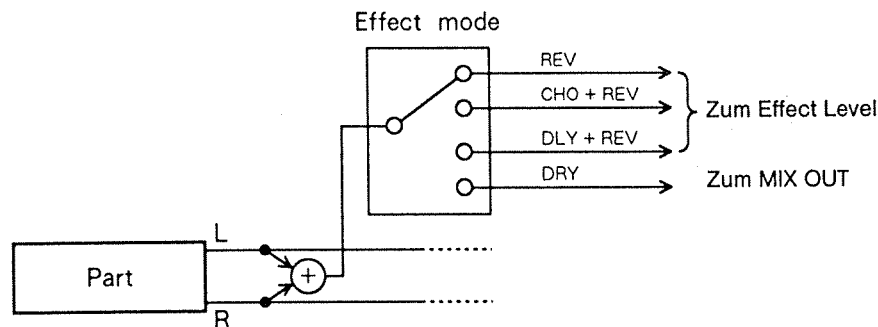 Effect mode
REV
CHO + REV
Zum Effect Level
DLY + REV
DRY
Zum MIX OUT
L
Part
+
R